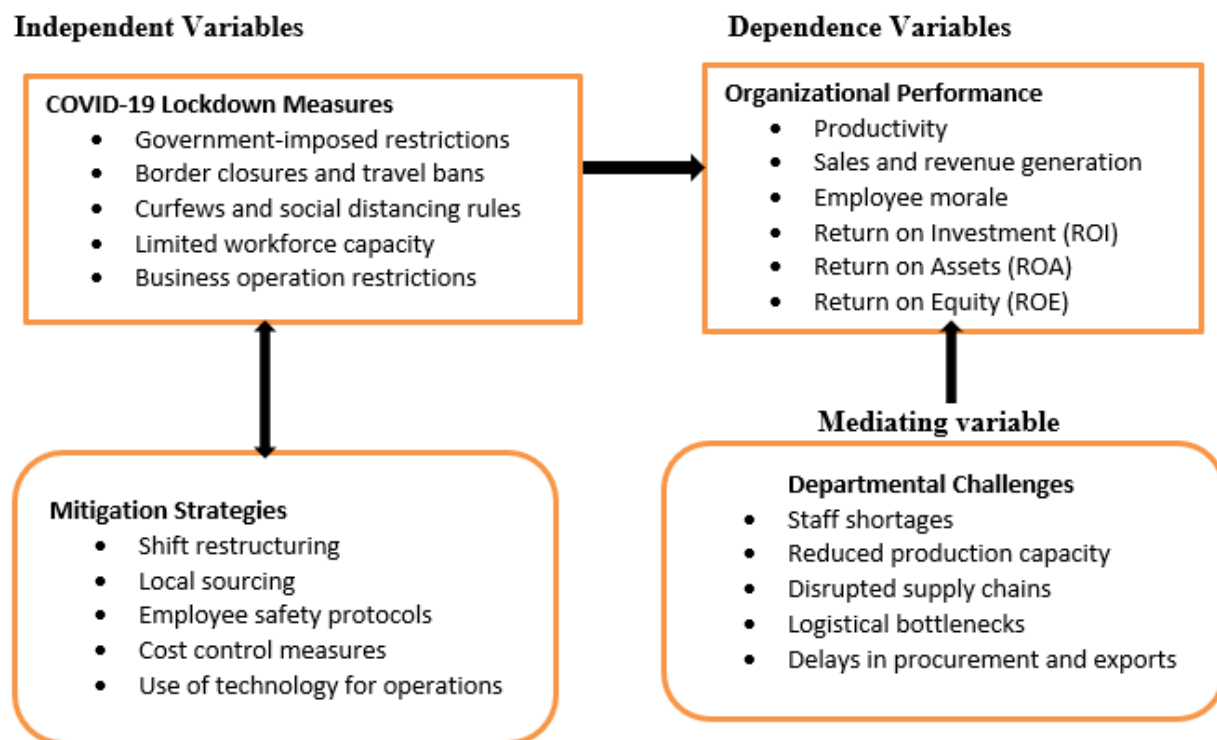 Independent Variables
COVID-19 Lockdown Measures
• Government-imposed restrictions
• Border closures and travel bans
• Curfews and social distancing rules
• Limited workforce capacity
• Business operation restrictions
Dependence Variables
Organizational Performance
• Productivity
• Sales and revenue generation
• Employee morale
• Return on Investment (ROI)
• Return on Assets (ROA)
• Return on Equity (ROE)
Mitigation Strategies
• Shift restructuring
• Local sourcing
• Employee safety protocols
• Cost control measures
• Use of technology for operations
Mediating variable
Departmental Challenges
• Staff shortages
• Reduced production capacity
• Disrupted supply chains
• Logistical bottlenecks
• Delays in procurement and exports